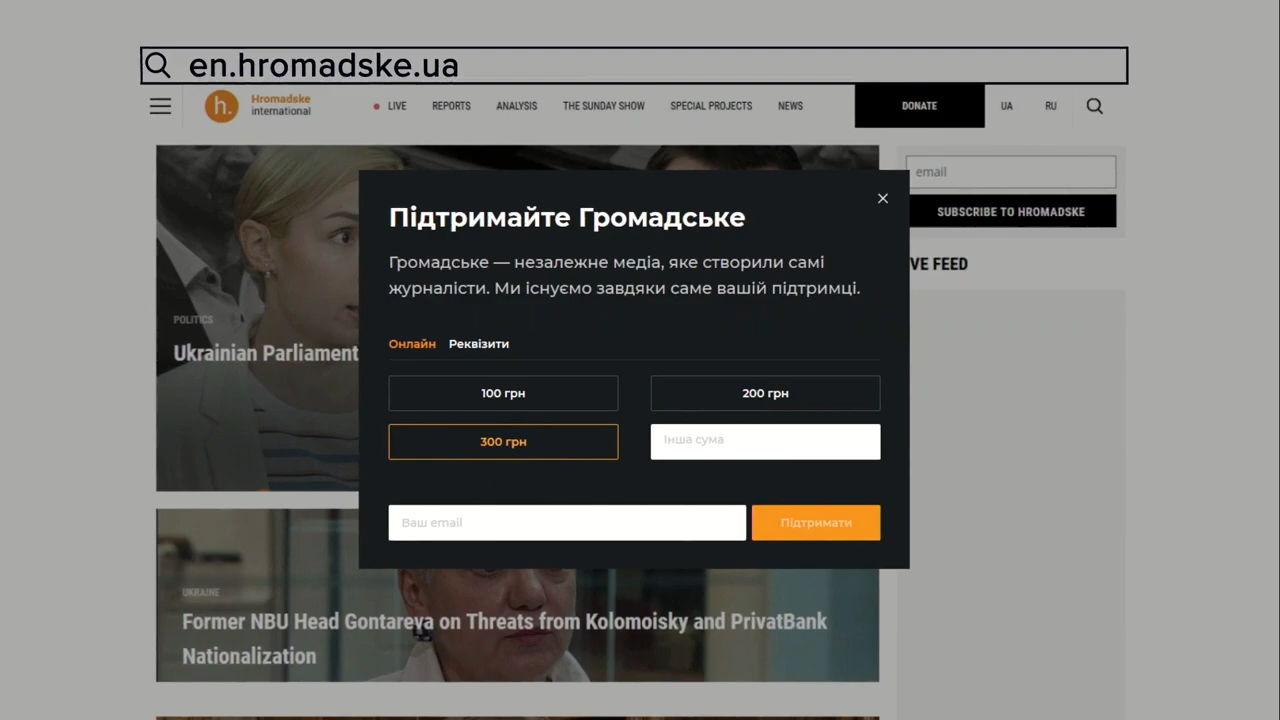 en.hromadske.ua
h. Hromadske
international
LIVE REPORTS ANALYSIS THE SUNDAY SHOW SPECIAL PROJECTS NEWS DONATE UA RU
email
SUBSCRIBE TO HROMADSKE
VE FEED
POLITICS
Ukrainian Parliament
Підтримайте Громадське
Громадське — незалежне медіа, яке створили самі
журналісти. Ми існуємо завдяки саме вашій підтримці.
Онлайн Реквізити
100 грн 200 грн
300 грн Інша сума
Ваш email Підтримати
UKRAINE
Former NBU Head Gontareva on Threats from Kolomoisky and PrivatBank
Nationalization